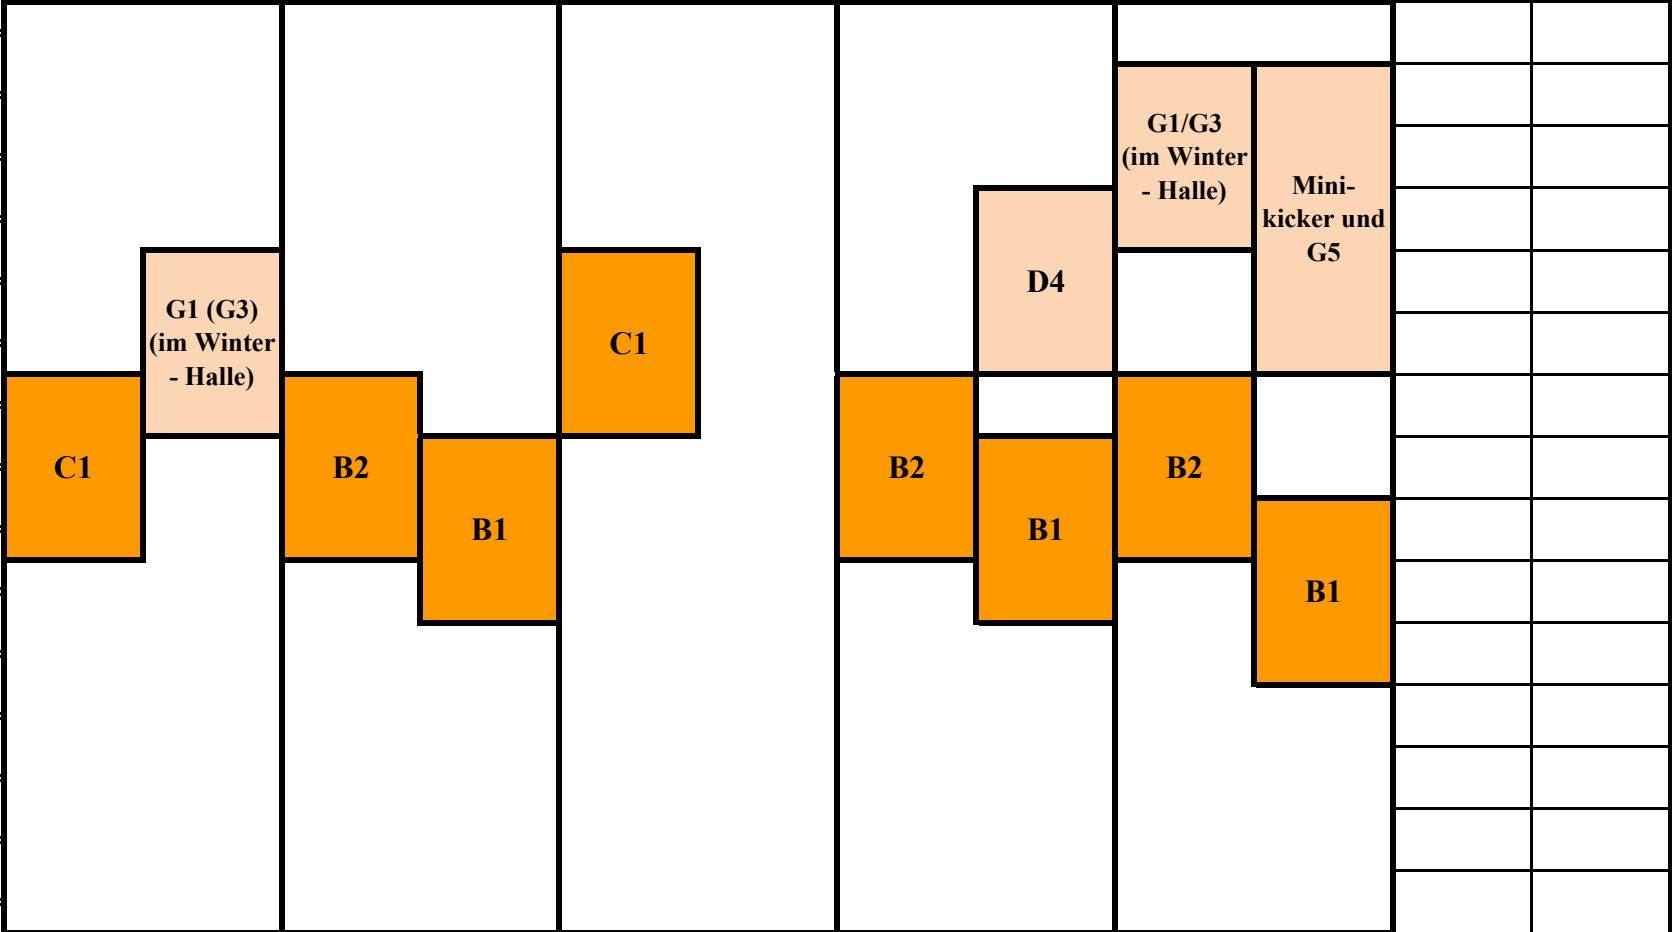 G1/G3
(im Winter
- Halle)
Mini-
kicker und
G5
D4
G1 (G3)
(im Winter
- Halle)
C1
C1
B2
B1
B2
B1
B2
B1